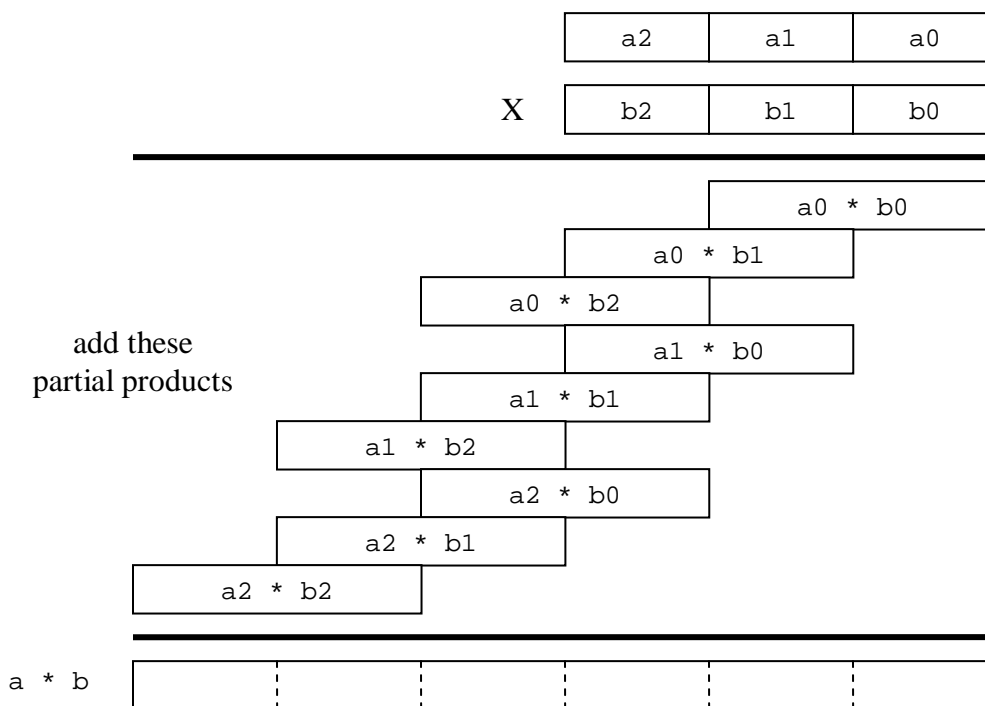 a2 a1 a0
X b2 b1 b0
a0 * b0
a0 * b1
a0 * b2
a1 * b0
add these
partial products
a1 * b1
a1 * b2
a2 * b0
a2 * b1
a2 * b2
a * b